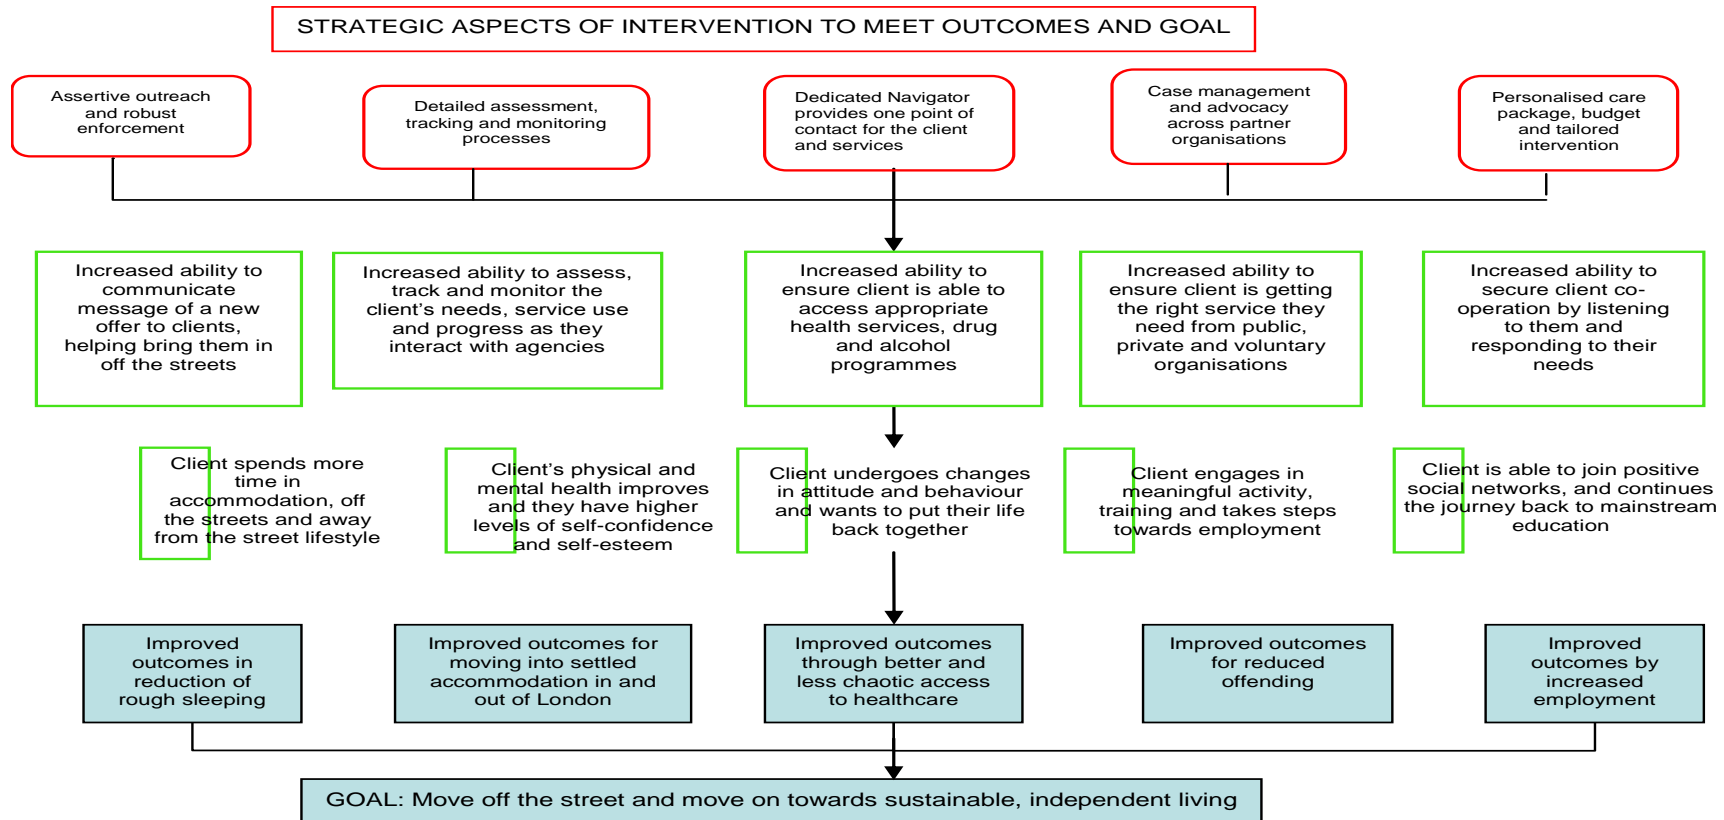 STRATEGIC ASPECTS OF INTERVENTION TO MEET OUTCOMES AND GOAL
Assertive outreach
and robust
enforcement
Detailed assessment,
tracking and monitoring
processes
Dedicated Navigator
provides one point of
contact for the client
and services
Case management
and advocacy
across partner
organisations
Personalised care
package, budget
and tailored
intervention
Increased ability to
communicate
message of a new
offer to clients,
helping bring them in
off the streets
Increased ability to assess,
track and monitor the
client's needs, service use
and progress as they
interact with agencies
Increased ability to
ensure client is able to
access appropriate
health services, drug
and alcohol
programmes
Increased ability to
ensure client is getting
the right service they
need from public,
private and voluntary
organisations
Increased ability to
secure client co-
operation by listening
to them and
responding to their
needs
Client spends more
time in
accommodation, off
the streets and away
from the street lifestyle
Client's physical and
mental health improves
and they have higher
levels of self-confidence
and self-esteem
Client undergoes changes
in attitude and behaviour
and wants to put their life
back together
Client engages in
meaningful activity,
training and takes steps
towards employment
Client is able to join positive
social networks, and continues
the journey back to mainstream
education
Improved
outcomes in
reduction of
rough sleeping
Improved outcomes for
moving into settled
accommodation in and
out of London
Improved outcomes
through better and
less chaotic access
to healthcare
Improved outcomes
for reduced
offending
Improved
outcomes by
increased
employment
GOAL: Move off the street and move on towards sustainable, independent living